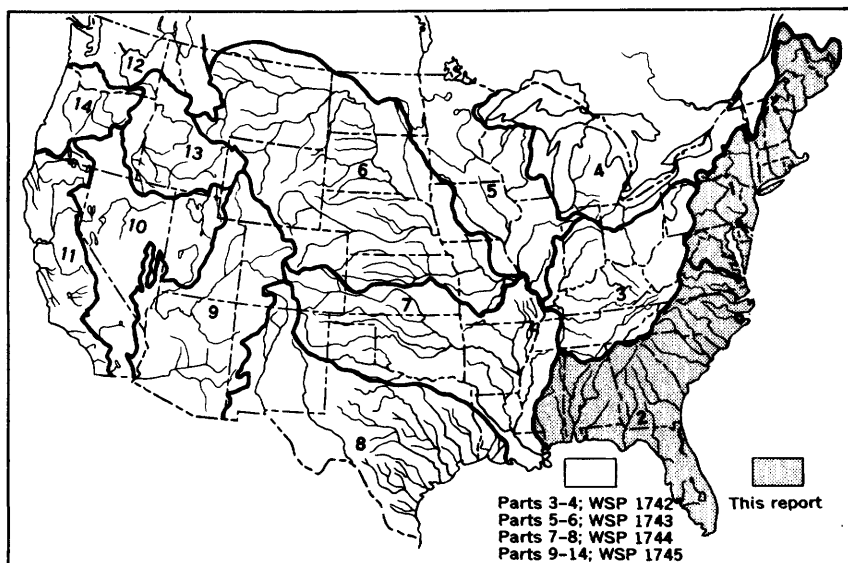 12
14
13
6
5
4
1
10
11
9
7
3
8
2
Parts 3-4; WSP 1742
Parts 5-6; WSP 1743
Parts 7-8; WSP 1744
Parts 9-14; WSP 1745
This report